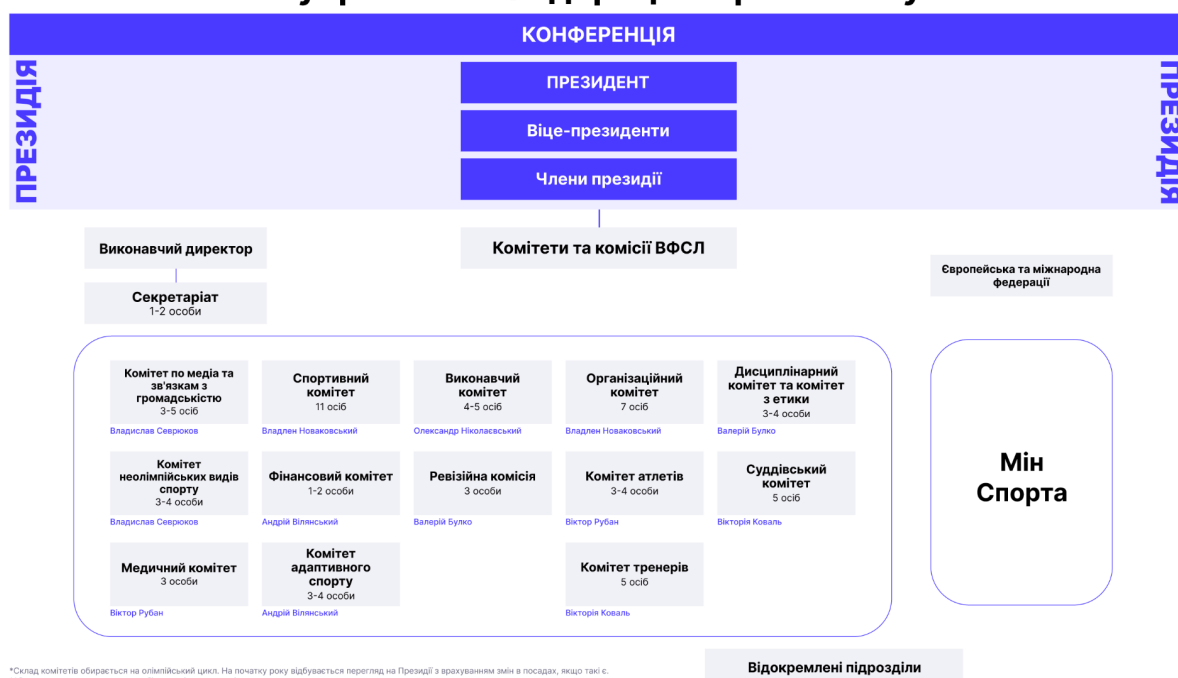 КОНФЕРЕНЦІЯ
ПРЕЗИДІЯ
ПРЕЗИДЕНТ
Віце-президенти
Члени президії
ПРЕЗИДІЯ
Виконавчий директор
Комітети та комісії ВФСЛ
Секретаріат
1-2 особи
Європейська та міжнародна
федерації
Комітет по медіа та
зв'язкам з
громадськістю
3-5 осіб
Владислав Севрюков
Спортивний
комітет
11 осіб
Владлен Новаковський
Виконавчий
комітет
4-5 осіб
Олександр Ніколаєвський
Організаційний
комітет
7 осіб
Владлен Новаковський
Дисциплінарний
комітет та комітет
з етики
3-4 особи
Валерій Булко
Комітет
неолімпійських видів
спорту
3-4 особи
Владислав Севрюков
Фінансовий комітет
1-2 особи
Андрій Вілянський
Ревізійна комісія
3 особи
Валерій Булко
Комітет атлетів
3-4 особи
Віктор Рубан
Суддівський
комітет
5 осіб
Вікторія Коваль
Медичний комітет
3 особи
Віктор Рубан
Комітет
адаптивного
спорту
3-4 особи
Андрій Вілянський
Комітет тренерів
5 осіб
Вікторія Коваль
Мін
Спорта
*Склад комітетів обирається на олімпійський цикл. На початку року відбувається перегляд на Президії з врахуванням змін в посадах, якщо такі є.
Відокремлені підрозділи